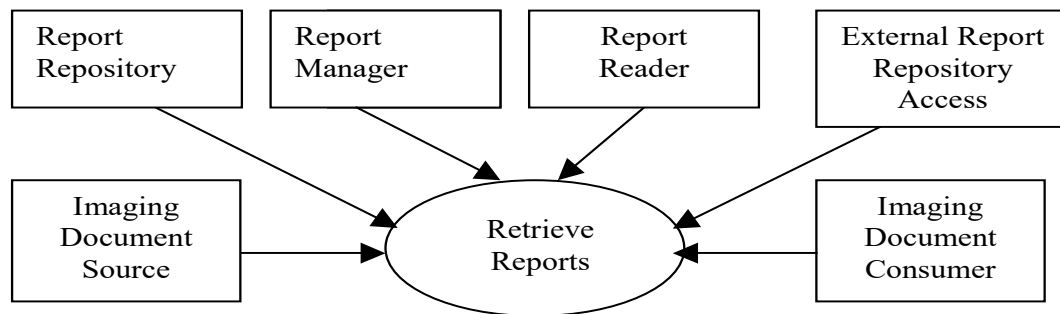 Report
Repository
Report
Manager
Report
Reader
External Report
Repository
Access
Imaging
Document
Source
Retrieve
Reports
Imaging
Document
Consumer